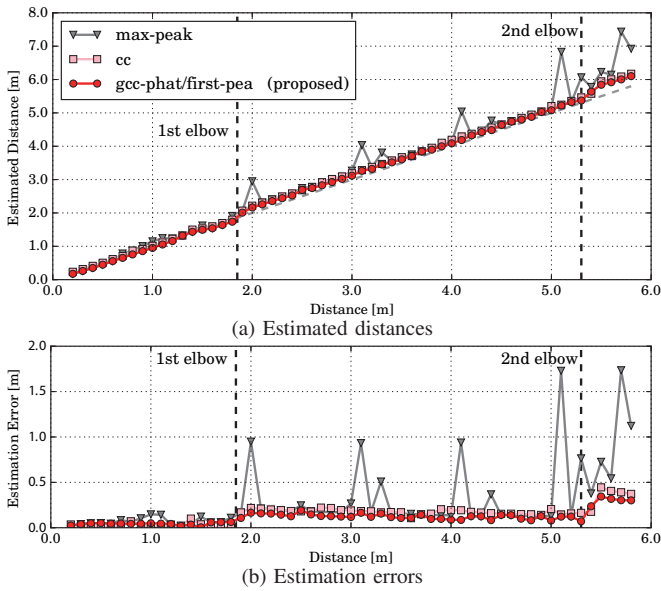 8.0
7.0
6.0
5.0
4.0
3.0
2.0
1.0
0.0
Estimated Distance [m]
max-peak
cc
gcc-phat/first-pea (proposed)
1st elbow
2nd elbow
0.0 1.0 2.0 3.0 4.0 5.0 6.0
Distance [m]
(a) Estimated distances
2.0
1.5
1.0
0.5
0.0
Estimation Error [m]
1st elbow
2nd elbow
0.0 1.0 2.0 3.0 4.0 5.0 6.0
Distance [m]
(b) Estimation errors